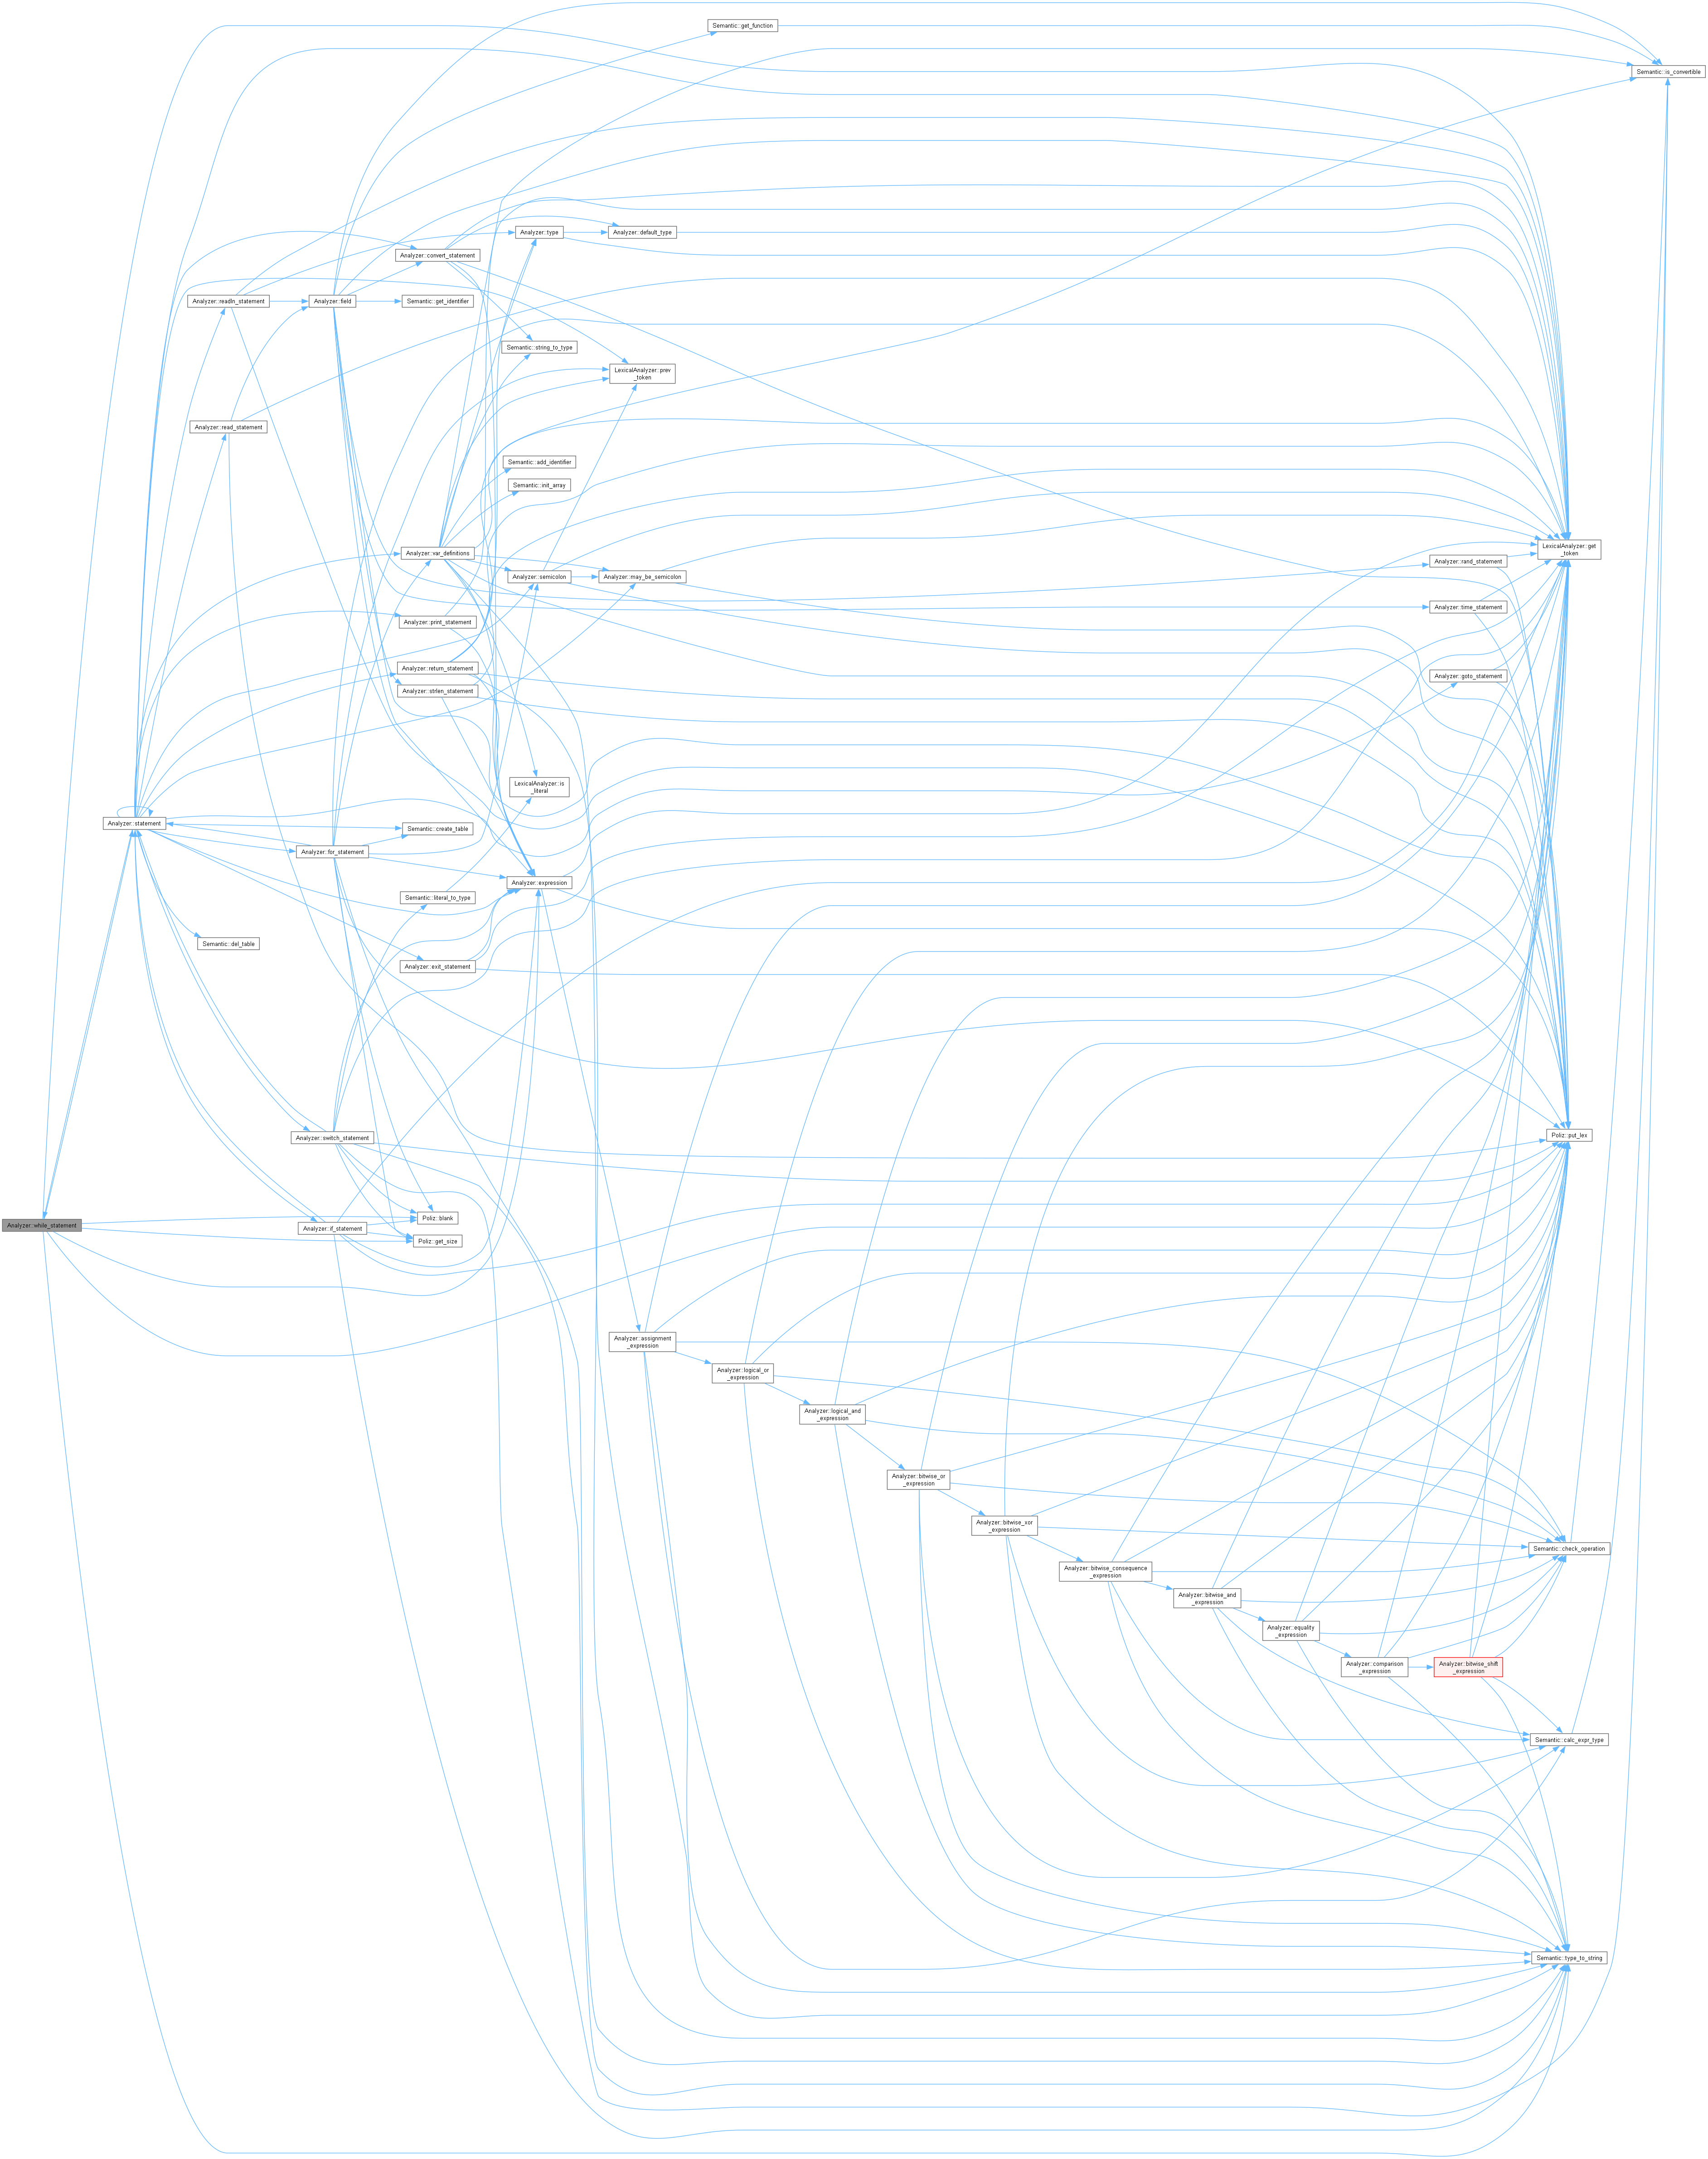 Semantic::get_function
Semantic::is_convertible
Analyzer::type
Analyzer::default_type
Analyzer::convert_statement
Analyzer::readln_statement
Analyzer::field
Semantic::get_identifier
Semantic::string_to_type
LexicalAnalyzer::prev
_token
Analyzer::read_statement
Semantic::add_identifier
Semantic::init_array
Analyzer::var_definitions
LexicalAnalyzer::get
_token
Analyzer::rand_statement
Analyzer::semicolon
Analyzer::may_be_semicolon
Analyzer::time_statement
Analyzer::print_statement
Analyzer::return_statement
Analyzer::goto_statement
Analyzer::strlen_statement
LexicalAnalyzer::is
_literal
Analyzer::statement
Semantic::create_table
Analyzer::for_statement
Analyzer::expression
Semantic::literal_to_type
Semantic::del_table
Analyzer::exit_statement
Analyzer::switch_statement
Poliz::put_lex
Poliz::blank
Analyzer::while_statement
Analyzer::if_statement
Poliz::get_size
Analyzer::assignment
_expression
Analyzer::logical_or
_expression
Analyzer::logical_and
_expression
Analyzer::bitwise_or
_expression
Analyzer::bitwise_xor
_expression
Semantic::check_operation
Analyzer::bitwise_consequence
_expression
Analyzer::bitwise_and
_expression
Analyzer::equality
_expression
Analyzer::comparison
_expression
Analyzer::bitwise_shift
_expression
Semantic::calc_expr_type
Semantic::type_to_string